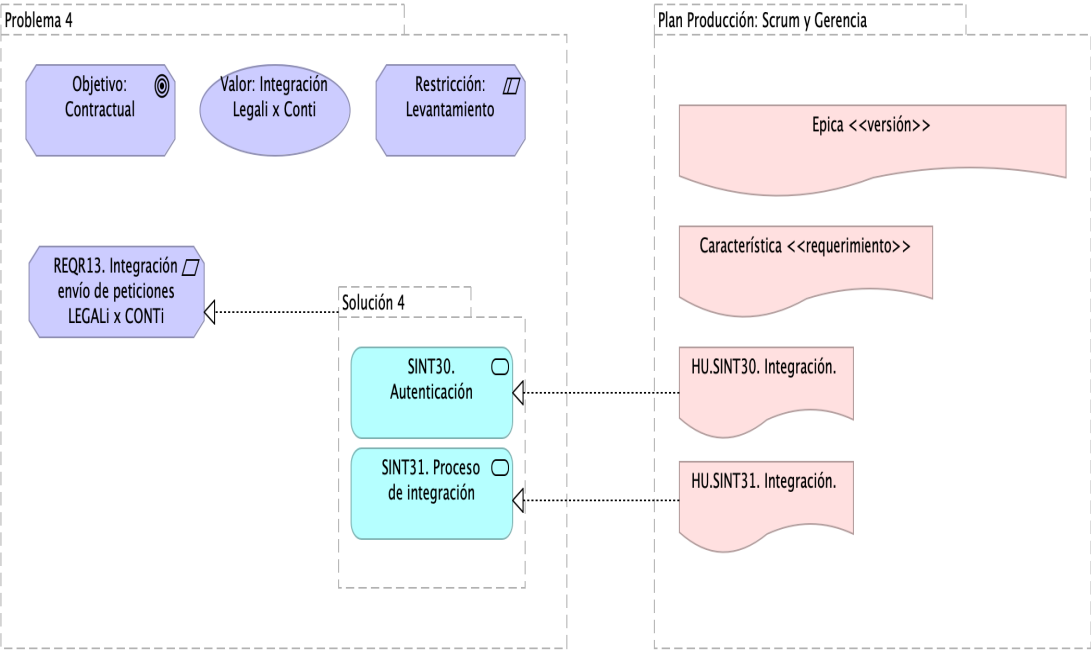 Problema 4
Objetivo:
Contractual
Valor: Integración
Legali x Conti
Restricción:
Levantamiento
REQR13. Integración
envío de peticiones
LEGALi x CONTi
Solución 4
SINT30.
Autenticación
SINT31. Proceso
de integración
Plan Producción: Scrum y Gerencia
Epica <<versión>>
Característica <<requerimiento>>
HU.SINT30. Integración.
HU.SINT31. Integración.